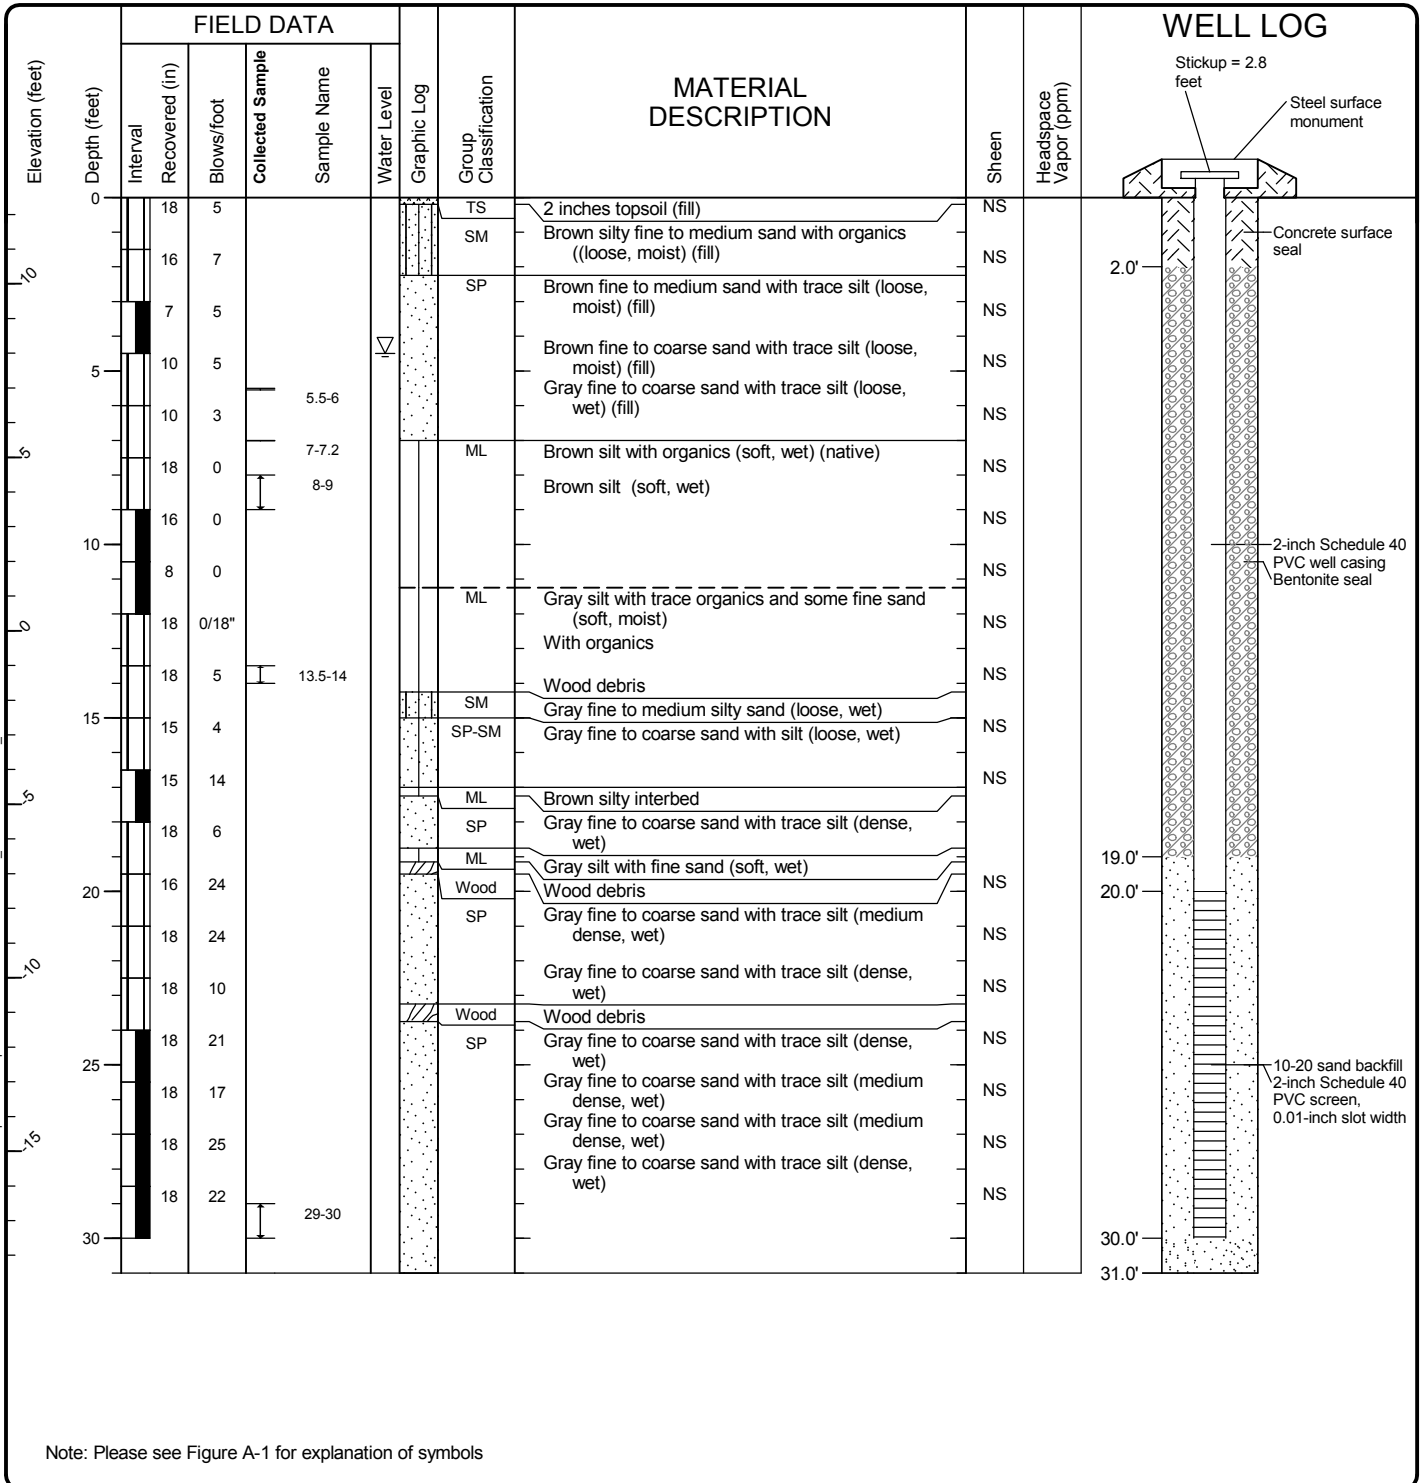 FIELD DATA
WELL LOG
Elevation (feet)
Depth (feet)
Interval
Recovered (in)
Blows/foot
Collected Sample
Sample Name
Water Level
Graphic Log
Group
Classification
MATERIAL
DESCRIPTION
Sheen
Headspace
Vapor (ppm)
Stickup = 2.8
feet
Steel surface
monument
0
18 5 TS 2 inches topsoil (fill) NS
SM Brown silty fine to medium sand with organics
((loose, moist) (fill)
Concrete surface
seal
16 7 NS
2.0'
10
SP Brown fine to medium sand with trace silt (loose,
moist) (fill)
7 5 NS
Brown fine to coarse sand with trace silt (loose,
moist) (fill)
10 5 NS
5
Gray fine to coarse sand with trace silt (loose,
wet) (fill)
5.5-6
10 3 NS
5
7-7.2 ML Brown silt with organics (soft, wet) (native)
18 0 NS
8-9 Brown silt (soft, wet)
16 0 NS
10
2-inch Schedule 40
PVC well casing
Bentonite seal
8 0 NS
ML Gray silt with trace organics and some fine sand
(soft, moist)
0
18 0/18" NS
With organics
18 5 13.5-14 NS
Wood debris
SM Gray fine to medium silty sand (loose, wet)
15
15 4 SP-SM Gray fine to coarse sand with silt (loose, wet) NS
15 14 NS
-5
ML Brown silty interbed
18 6 SP Gray fine to coarse sand with trace silt (dense,
wet)
19.0'
ML Gray silt with fine sand (soft, wet)
16 24 Wood Wood debris NS
20
20.0'
SP Gray fine to coarse sand with trace silt (medium
dense, wet)
18 24 NS
-10
Gray fine to coarse sand with trace silt (dense,
wet)
18 10 NS
Wood Wood debris
18 21 SP Gray fine to coarse sand with trace silt (dense,
wet) NS
25
10-20 sand backfill
2-inch Schedule 40
PVC screen,
0.01-inch slot width
18 17 Gray fine to coarse sand with trace silt (medium
dense, wet) NS
Gray fine to coarse sand with trace silt (medium
dense, wet)
-15
18 25 NS
Gray fine to coarse sand with trace silt (dense,
wet)
18 22 NS
29-30
30
30.0'
31.0'
Note: Please see Figure A-1 for explanation of symbols